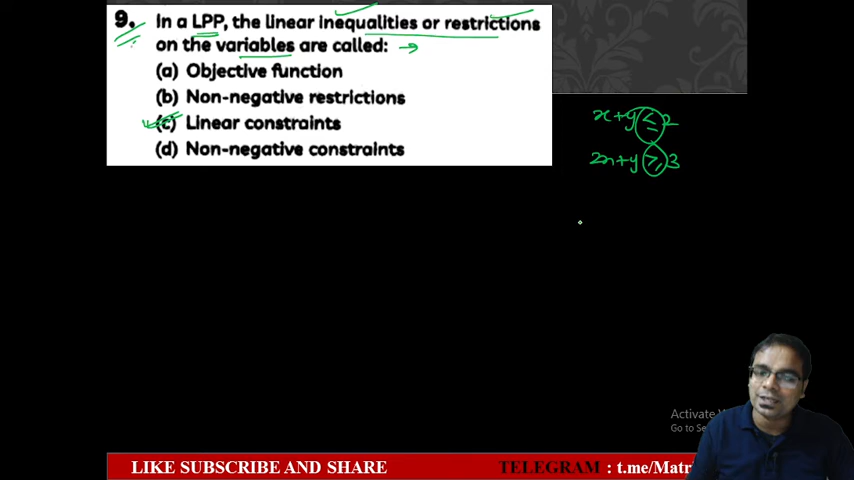 9. In a LPP, the linear inequalities or restrictions
on the variables are called:
(a) Objective function
(b) Non-negative restrictions
(c) Linear constraints
(d) Non-negative constraints
x+y ≤ 2
2x+y ≥ 3
Activate
Go to Se
LIKE SUBSCRIBE AND SHARE TELEGRAM : t.me/Matr